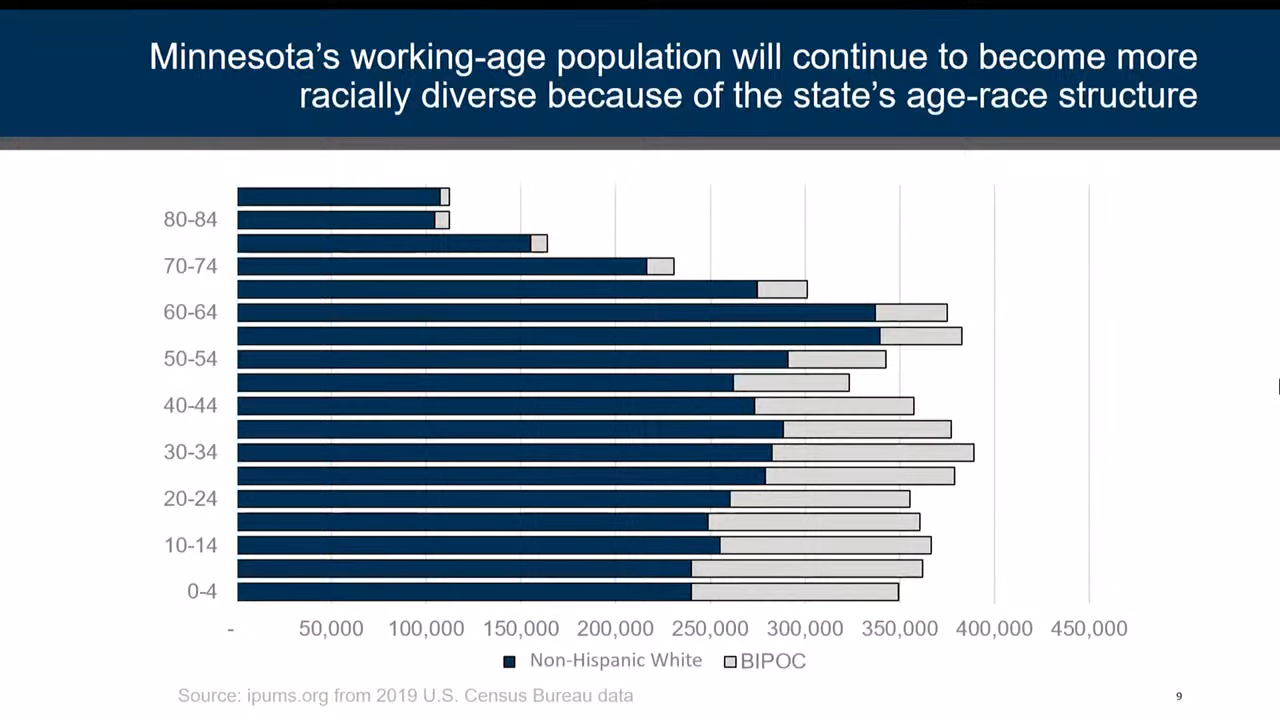 Minnesota's working-age population will continue to become more
racially diverse because of the state's age-race structure
80-84
70-74
60-64
50-54
40-44
30-34
20-24
10-14
0-4
- 50,000 100,000 150,000 200,000 250,000 300,000 350,000 400,000 450,000
Non-Hispanic White BIPOC
Source: ipums.org from 2019 U.S. Census Bureau data
9